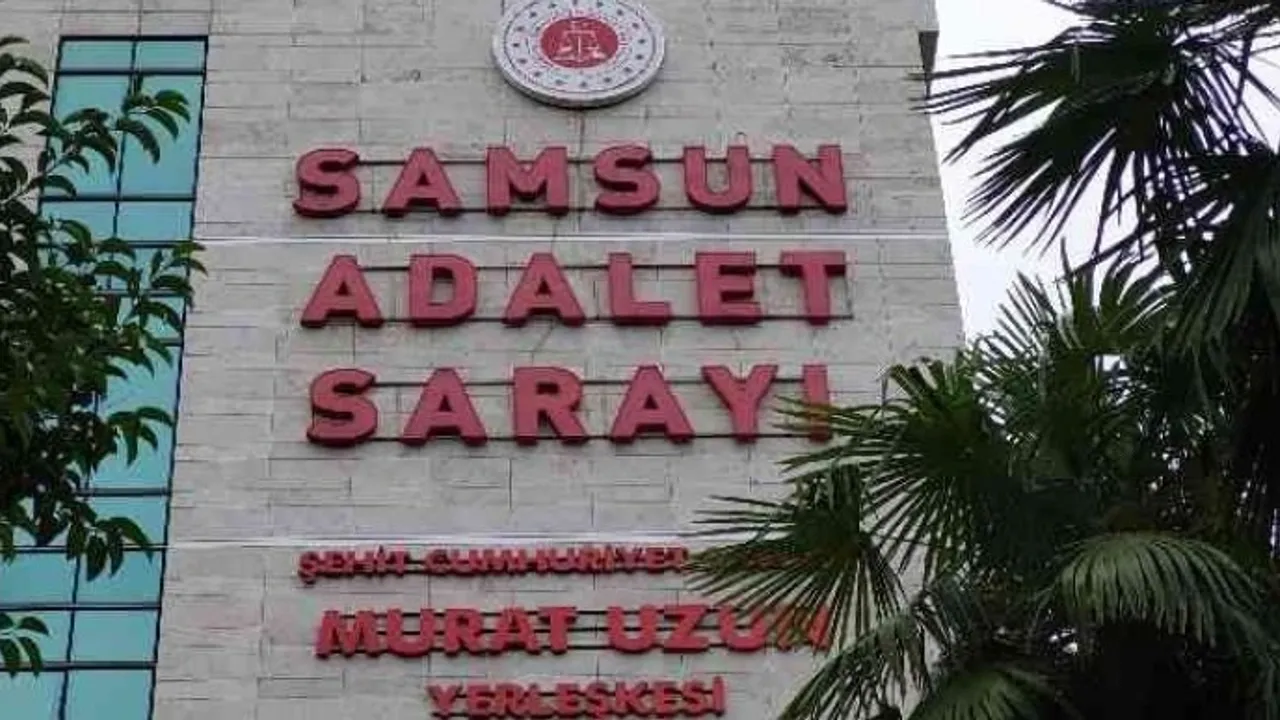 SAMSUN
ADALET
SARAYI
ŞEHİT CUMHURİYET
MURAT UZUN
YERLEŞKESİ